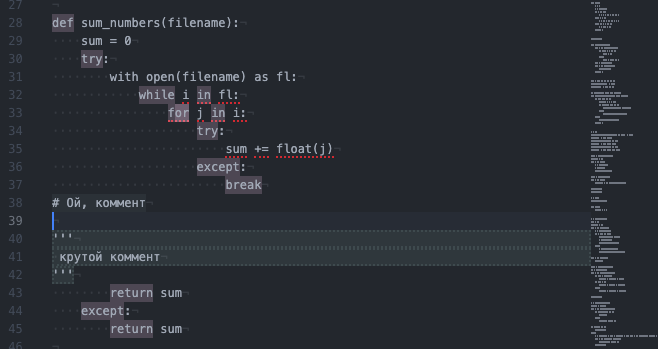 27
28 def sum_numbers(filename):
29     sum = 0
30     try:
31         with open(filename) as fl:
32             while i in fl:
33                 for j in i:
34                     try:
35                         sum += float(j)
36                     except:
37                         break
38 # Ой, коммент
39
40 '''
41  крутой коммент
42 '''
43         return sum
44     except:
45         return sum
46